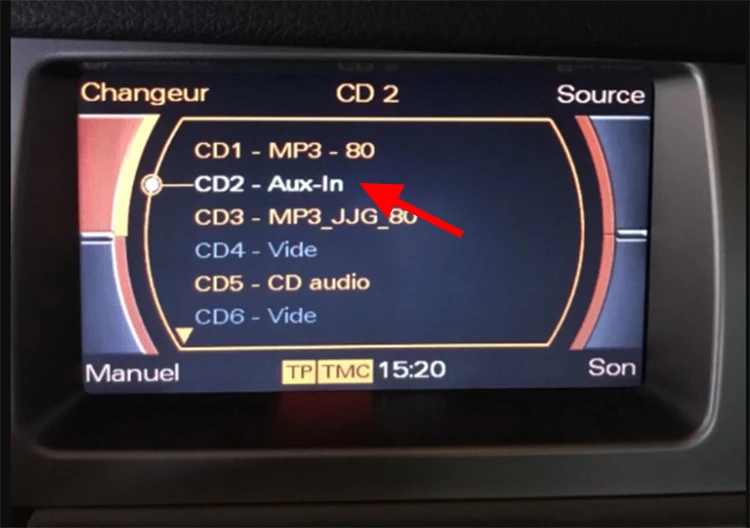 Changeur CD 2 Source
CD1 - MP3 - 80
CD2 - Aux-In
CD3 - MP3_JJG_80
CD4 - Vide
CD5 - CD audio
CD6 - Vide
Manuel TP TMC 15:20 Son